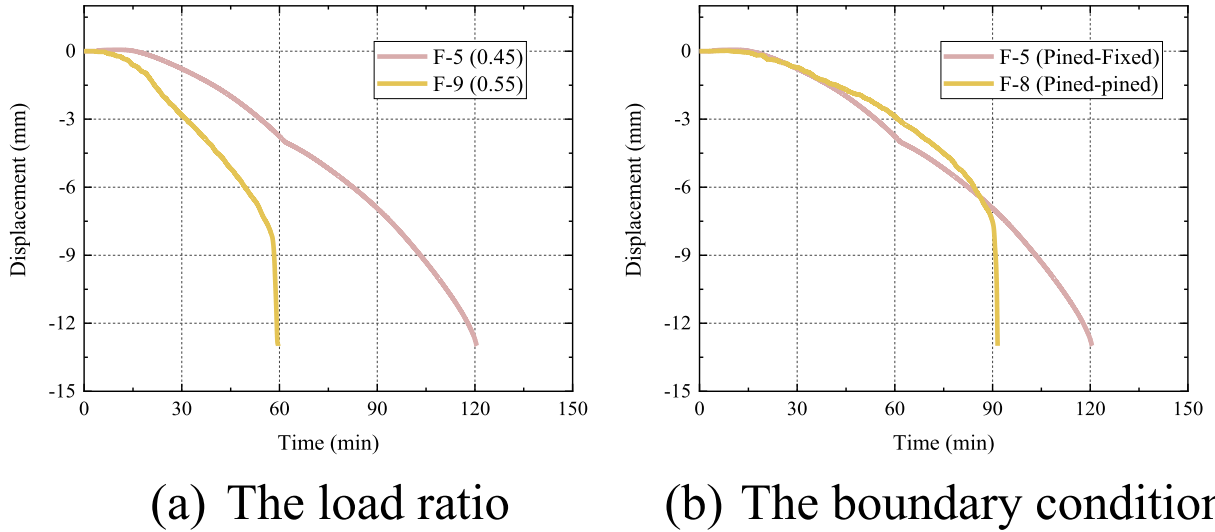 0
-3
-6
-9
-12
-15
Displacement (mm)
F-5 (0.45)
F-9 (0.55)
0 30 60 90 120 150
Time (min)
(a) The load ratio
0
-3
-6
-9
-12
-15
Displacement (mm)
F-5 (Pined-Fixed)
F-8 (Pined-pined)
0 30 60 90 120 150
Time (min)
(b) The boundary condition